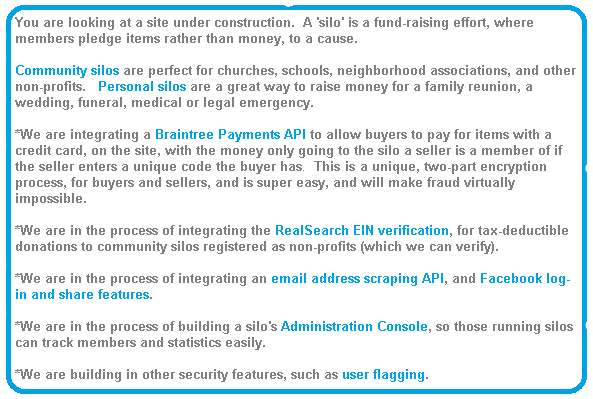 You are looking at a site under construction.  A 'silo' is a fund-raising effort, where
members pledge items rather than money, to a cause.
Community silos are perfect for churches, schools, neighborhood associations, and other
non-profits.   Personal silos are a great way to raise money for a family reunion, a
wedding, funeral, medical or legal emergency.
*We are integrating a Braintree Payments API to allow buyers to pay for items with a
credit card, on the site, with the money only going to the silo a seller is a member of if
the seller enters a unique code the buyer has.  This is a unique, two-part encryption
process, for buyers and sellers, and is super easy, and will make fraud virtually
impossible.
*We are in the process of integrating the RealSearch EIN verification, for tax-deductible
donations to community silos registered as non-profits (which we can verify).
*We are in the process of integrating an email address scraping API, and Facebook log-
in and share features.
*We are in the process of building a silo's Administration Console, so those running silos
can track members and statistics easily.
*We are building in other security features, such as user flagging.